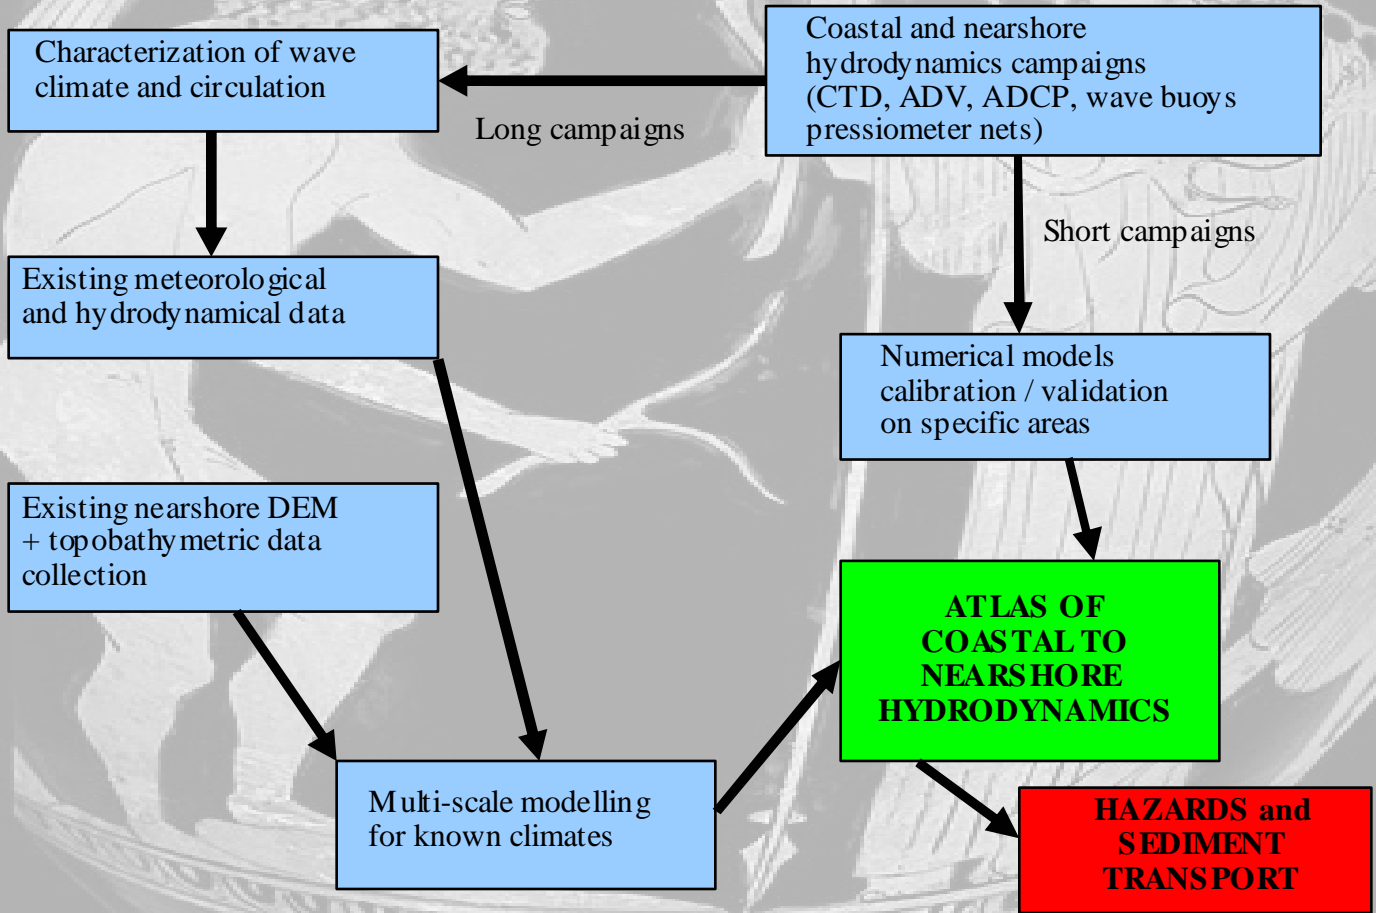 Characterization of wave
climate and circulation
Coastal and nearshore
hydrodynamics campaigns
(CTD, ADV, ADCP, wave buoys
pressiometer nets)
Long campaigns
Short campaigns
Existing meteorological
and hydrodynamical data
Numerical models
calibration / validation
on specific areas
Existing nearshore DEM
+ topobathymetric data
collection
ATLAS OF
COASTAL TO
NEARSHORE
HYDRODYNAMICS
Multi-scale modelling
for known climates
HAZARDS and
SEDIMENT
TRANSPORT